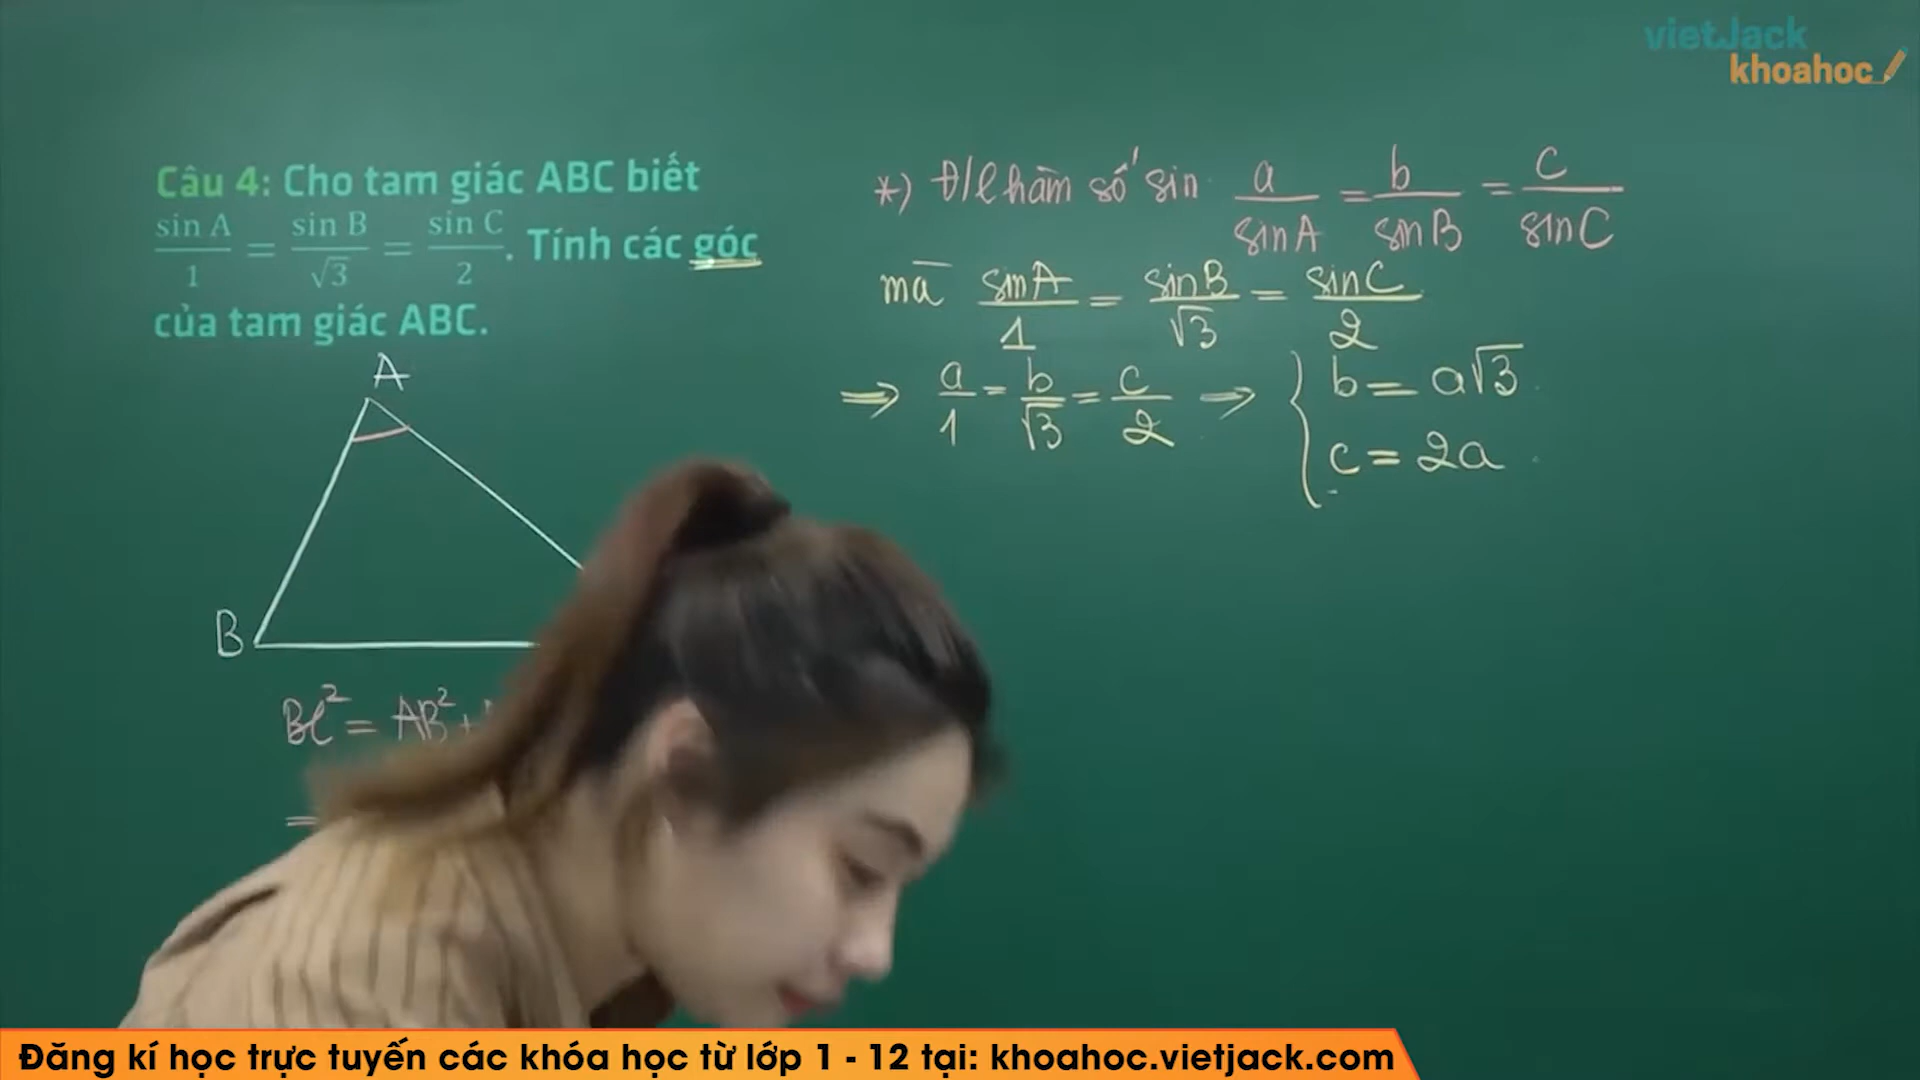 vietJack
khoahoc
Câu 4: Cho tam giác ABC biết
sin A/1 = sin B/√3 = sin C/2. Tính các góc
của tam giác ABC.
A
B
BC² = AB² +
=
*) Đ/l hàm số sin a/sinA = b/sinB = c/sinC
mà sinA/1 = sinB/√3 = sinC/2
=> a/1 = b/√3 = c/2 => { b = a√3
c = 2a
Đăng kí học trực tuyến các khóa học từ lớp 1 - 12 tại: khoahoc.vietjack.com